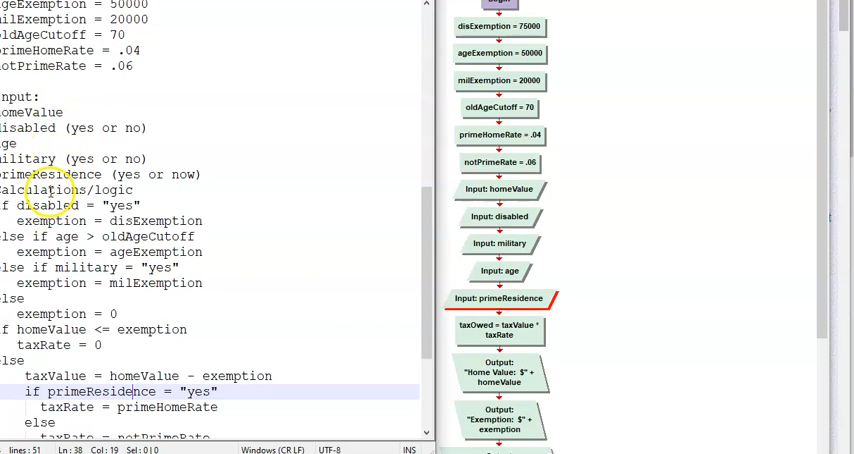 ageExemption = 50000
milExemption = 20000
oldAgeCutoff = 70
primeHomeRate = .04
notPrimeRate = .06
Input:
homeValue
disabled (yes or no)
age
military (yes or no)
primeResidence (yes or now)
Calculations/logic
if disabled = "yes"
exemption = disExemption
else if age > oldAgeCutoff
exemption = ageExemption
else if military = "yes"
exemption = milExemption
else
exemption = 0
if homeValue <= exemption
taxRate = 0
else
taxValue = homeValue - exemption
if primeResidence = "yes"
taxRate = primeHomeRate
else
taxRate = notPrimeRate
lines: 51
Ln: 38 Col: 19 Sel: 0 | 0
Windows (CR LF)
UTF-8
INS
disExemption = 75000
ageExemption = 50000
milExemption = 20000
oldAgeCutoff = 70
primeHomeRate = .04
notPrimeRate = .06
Input: homeValue
Input: disabled
Input: military
Input: age
Input: primeResidence
taxOwed = taxValue *
taxRate
Output:
"Home Value: $" +
homeValue
Output:
"Exemption: $" +
exemption